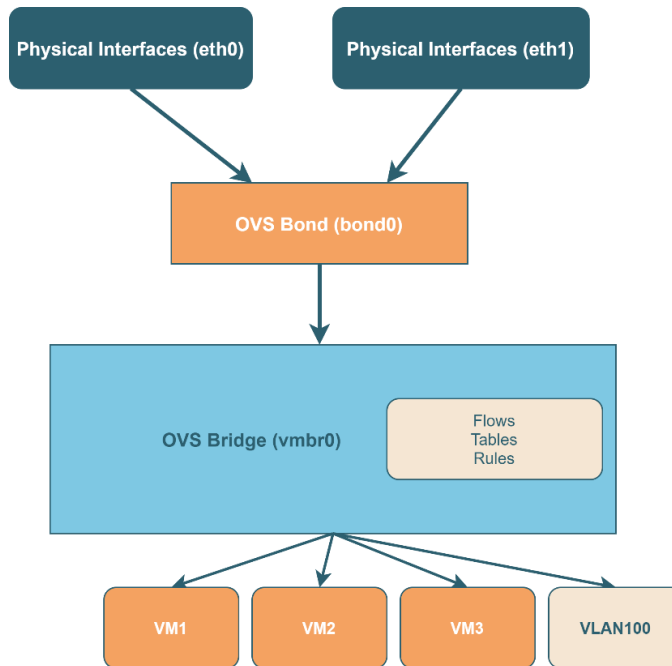 Physical Interfaces (eth0)
Physical Interfaces (eth1)
OVS Bond (bond0)
OVS Bridge (vmbr0)
Flows
Tables
Rules
VM1
VM2
VM3
VLAN100